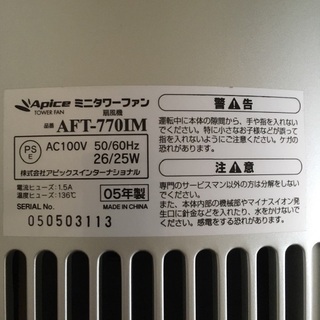 Apice ミニタワーファン
TOWER FAN 扇風機
品番 AFT-770IM
PS E
AC100V 50/60Hz
26/25W
株式会社アピックスインターナショナル
電流ヒューズ：1.5A
温度ヒューズ：136℃
05年製
SERIAL No. MADE IN CHINA
050503113
警告
運転中に本体の隙間から、手や指を入れない
でください。特に小さなお子様などが誤って
指を入れないようにしてください。ケガの恐
れあり。
注意
専門のサービスマン以外の方は分解をしない
でください。
また、本体内部の機械部やマイナスイオン発
生口に針金などを入れたり、水をかけないで
ください。感電をする恐れあり。